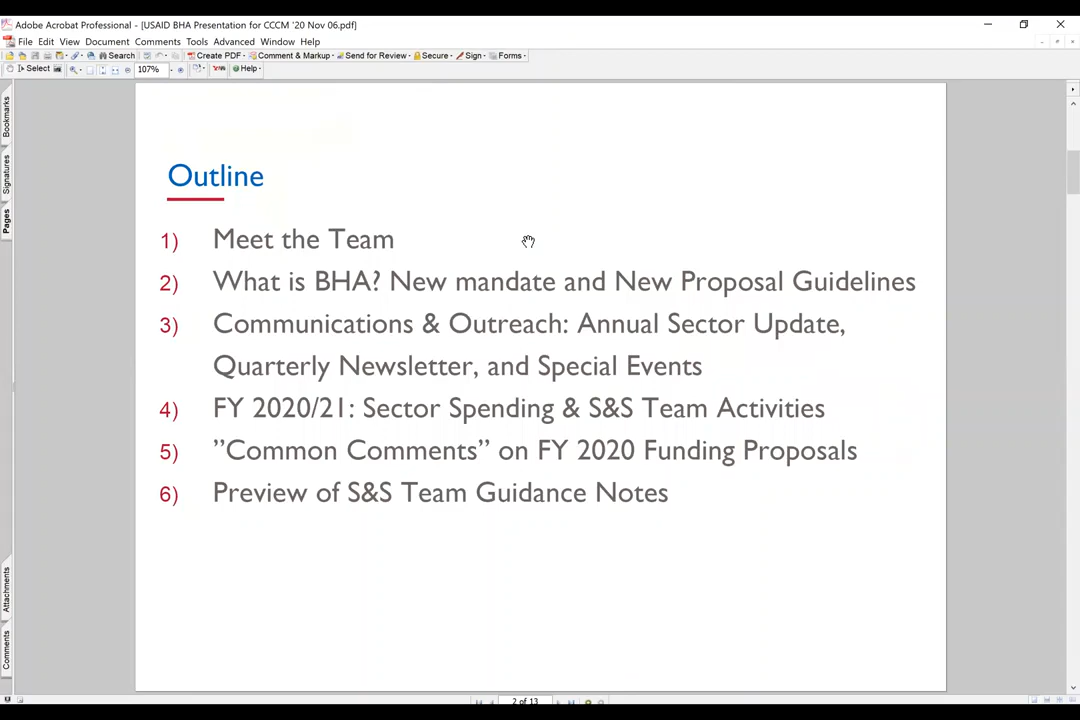 Adobe Acrobat Professional - [USAID BHA Presentation for CCCM '20 Nov 06.pdf]
File Edit View Document Comments Tools Advanced Window Help
Search Create PDF Comment & Markup Send for Review Secure Sign Forms
Select 107% Help
Bookmarks
Signatures
Pages
Attachments
Comments
Outline
1) Meet the Team
2) What is BHA? New mandate and New Proposal Guidelines
3) Communications & Outreach: Annual Sector Update,
Quarterly Newsletter, and Special Events
4) FY 2020/21: Sector Spending & S&S Team Activities
5) ”Common Comments” on FY 2020 Funding Proposals
6) Preview of S&S Team Guidance Notes
2 of 13